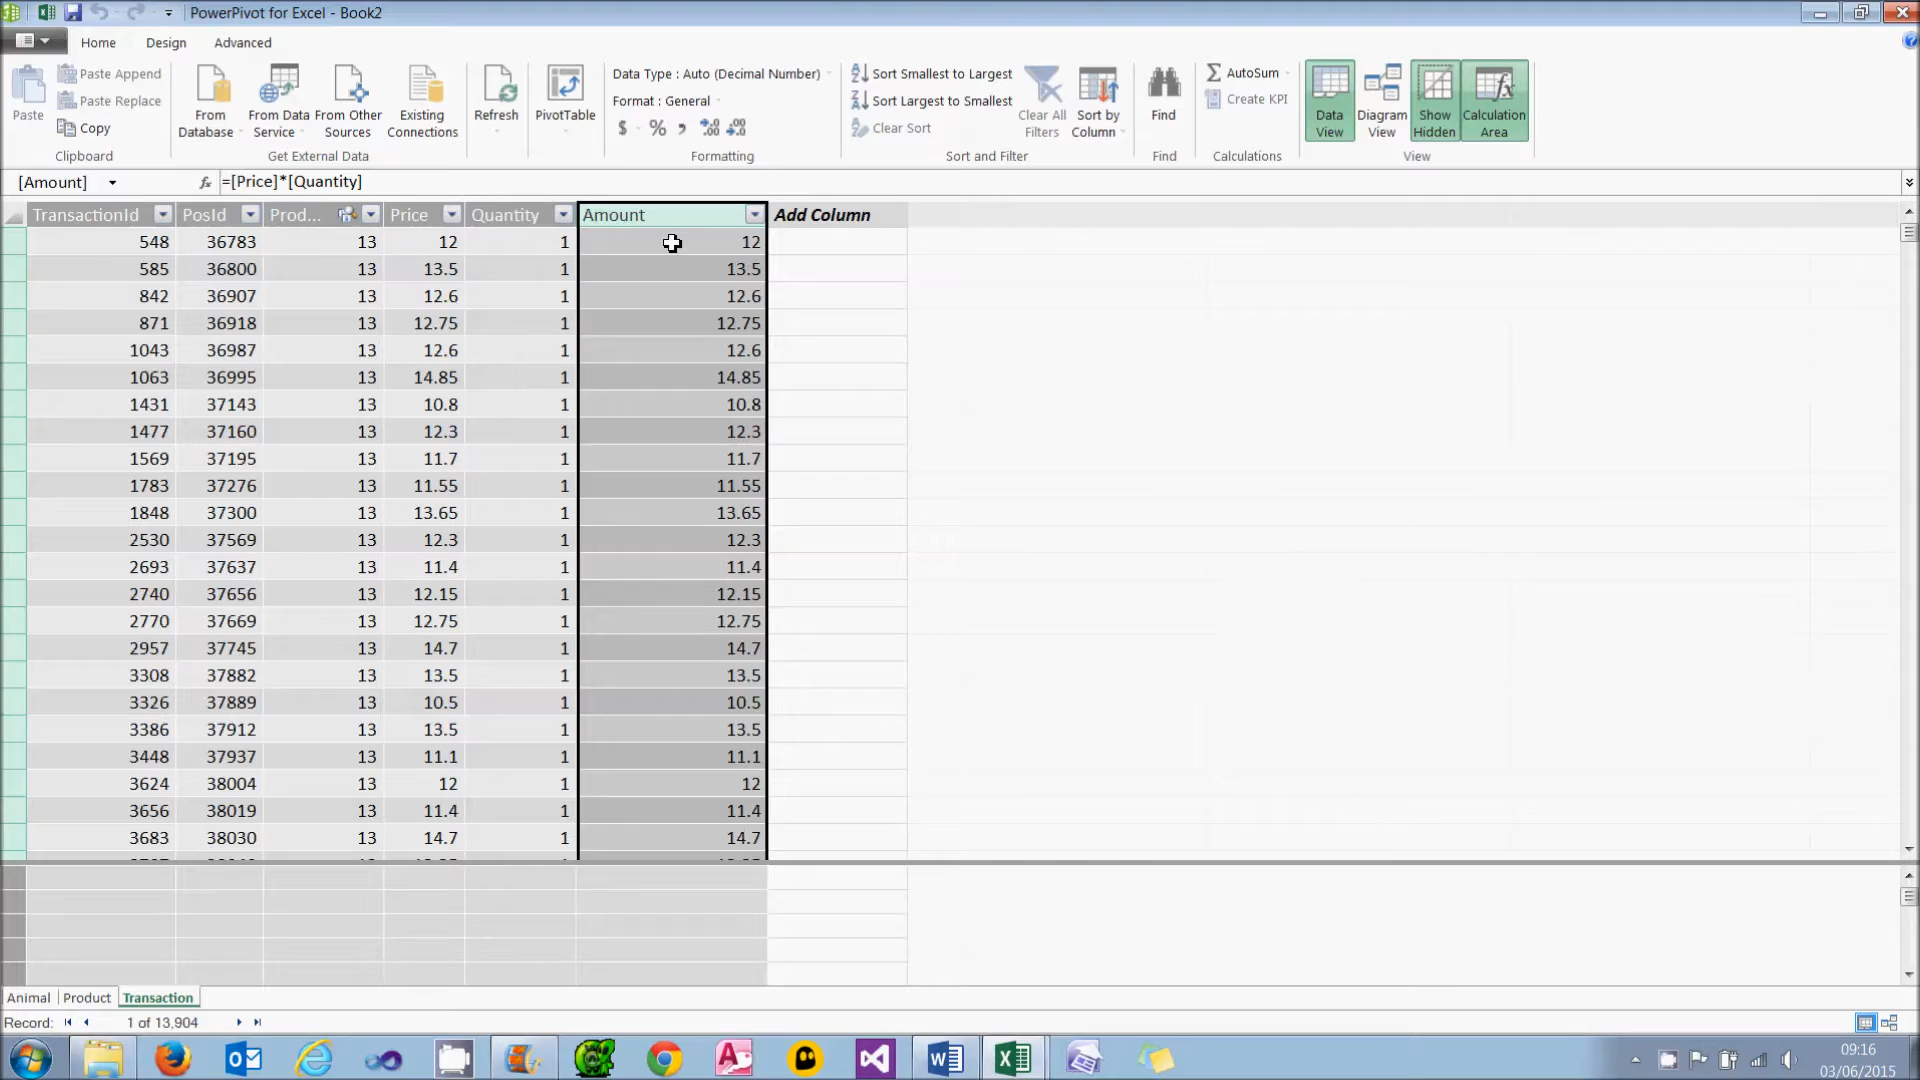 PowerPivot for Excel - Book2
Home Design Advanced
Paste
Paste Append
Paste Replace
Copy
Clipboard
From Database
From Data Service
From Other Sources
Existing Connections
Get External Data
Refresh
PivotTable
Data Type : Auto (Decimal Number)
Format : General
$ % ,
Formatting
Sort Smallest to Largest
Sort Largest to Smallest
Clear Sort
Clear All Filters
Sort by Column
Sort and Filter
Find
Find
AutoSum
Create KPI
Calculations
Data View
Diagram View
Show Hidden
Calculation Area
View
[Amount] fx =[Price]*[Quantity]
TransactionId PosId Prod... Price Quantity Amount Add Column
548 36783 13 12 1 12
585 36800 13 13.5 1 13.5
842 36907 13 12.6 1 12.6
871 36918 13 12.75 1 12.75
1043 36987 13 12.6 1 12.6
1063 36995 13 14.85 1 14.85
1431 37143 13 10.8 1 10.8
1477 37160 13 12.3 1 12.3
1569 37195 13 11.7 1 11.7
1783 37276 13 11.55 1 11.55
1848 37300 13 13.65 1 13.65
2530 37569 13 12.3 1 12.3
2693 37637 13 11.4 1 11.4
2740 37656 13 12.15 1 12.15
2770 37669 13 12.75 1 12.75
2957 37745 13 14.7 1 14.7
3308 37882 13 13.5 1 13.5
3326 37889 13 10.5 1 10.5
3386 37912 13 13.5 1 13.5
3448 37937 13 11.1 1 11.1
3624 38004 13 12 1 12
3656 38019 13 11.4 1 11.4
3683 38030 13 14.7 1 14.7
Animal Product Transaction
Record: 1 of 13,904
09:16
03/06/2015